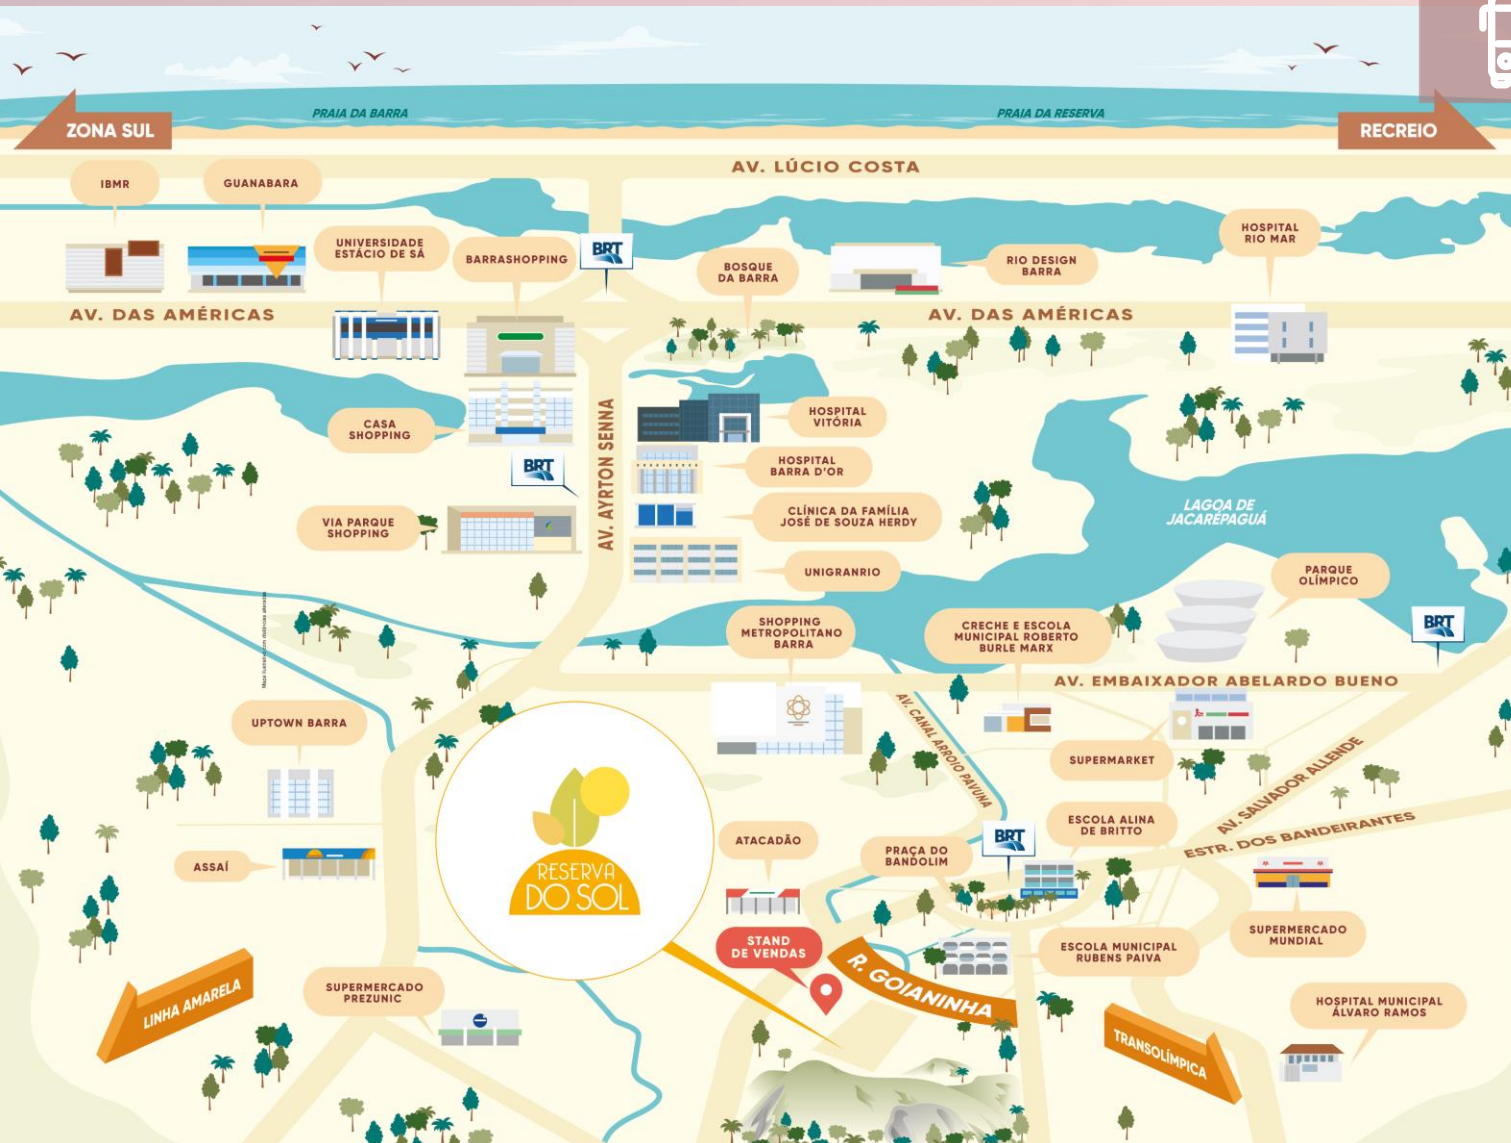 PRAIA DA BARRA
PRAIA DA RESERVA
ZONA SUL
RECREIO
AV. LÚCIO COSTA
IBMR
GUANABARA
UNIVERSIDADE
ESTÁCIO DE SÁ
BARRASHOPPING
BRT
BOSQUE
DA BARRA
RIO DESIGN
BARRA
HOSPITAL
RIO MAR
AV. DAS AMÉRICAS
AV. DAS AMÉRICAS
CASA
SHOPPING
AV. AYRTON SENNA
HOSPITAL
VITÓRIA
BRT
HOSPITAL
BARRA D'OR
VIA PARQUE
SHOPPING
CLÍNICA DA FAMÍLIA
JOSÉ DE SOUZA HERDY
LAGOA DE
JACARÉPAGUÁ
UNIGRANRIO
PARQUE
OLÍMPICO
SHOPPING
METROPOLITANO
BARRA
CRECHE E ESCOLA
MUNICIPAL ROBERTO
BURLE MARX
BRT
AV. EMBAIXADOR ABELARDO BUENO
UPTOWN BARRA
AV. CANAL ARROIO PAVUNA
SUPERMARKET
AV. SALVADOR ALLENDE
ESTR. DOS BANDEIRANTES
ASSAÍ
RESERVA
DO SOL
ATACADÃO
PRAÇA DO
BANDOLIM
BRT
ESCOLA ALINA
DE BRITTO
STAND
DE VENDAS
R. GOIANINHA
ESCOLA MUNICIPAL
RUBENS PAIVA
SUPERMERCADO
MUNDIAL
LINHA AMARELA
SUPERMERCADO
PREZUNIC
TRANSOLÍMPICA
HOSPITAL MUNICIPAL
ÁLVARO RAMOS